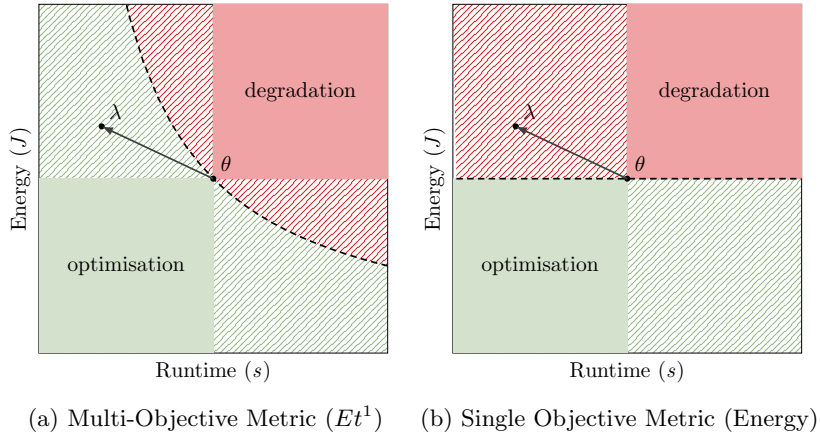 degradation
λ
θ
Energy (J)
optimisation
Runtime (s)
(a) Multi-Objective Metric (Et¹)
degradation
λ
θ
Energy (J)
optimisation
Runtime (s)
(b) Single Objective Metric (Energy)